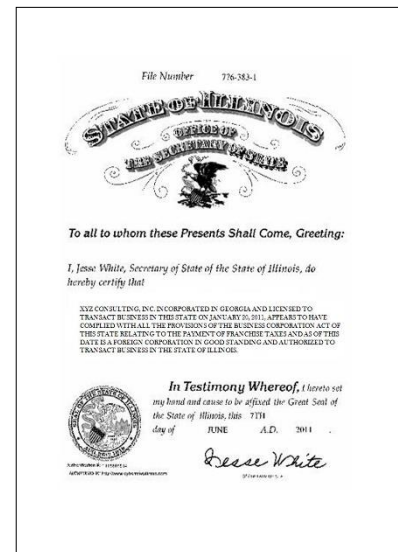 File Number 776-383-1
STATE OF ILLINOIS
OFFICE OF
THE SECRETARY OF STATE
To all to whom these Presents Shall Come, Greeting:
I, Jesse White, Secretary of State of the State of Illinois, do
hereby certify that
XYZ CONSULTING, INC. INCORPORATED IN GEORGIA AND LICENSED TO
TRANSACT BUSINESS IN THIS STATE ON JANUARY 20, 2011, APPEARS TO HAVE
COMPLIED WITH ALL THE PROVISIONS OF THE BUSINESS CORPORATION ACT OF
THIS STATE RELATING TO THE PAYMENT OF FRANCHISE TAXES AND AS OF THIS
DATE IS A FOREIGN CORPORATION IN GOOD STANDING AND AUTHORIZED TO
TRANSACT BUSINESS IN THE STATE OF ILLINOIS.
In Testimony Whereof, I hereto set
my hand and cause to be affixed the Great Seal of
the State of Illinois, this 7TH
day of JUNE A.D. 2011 .
Jesse White
SECRETARY OF STATE